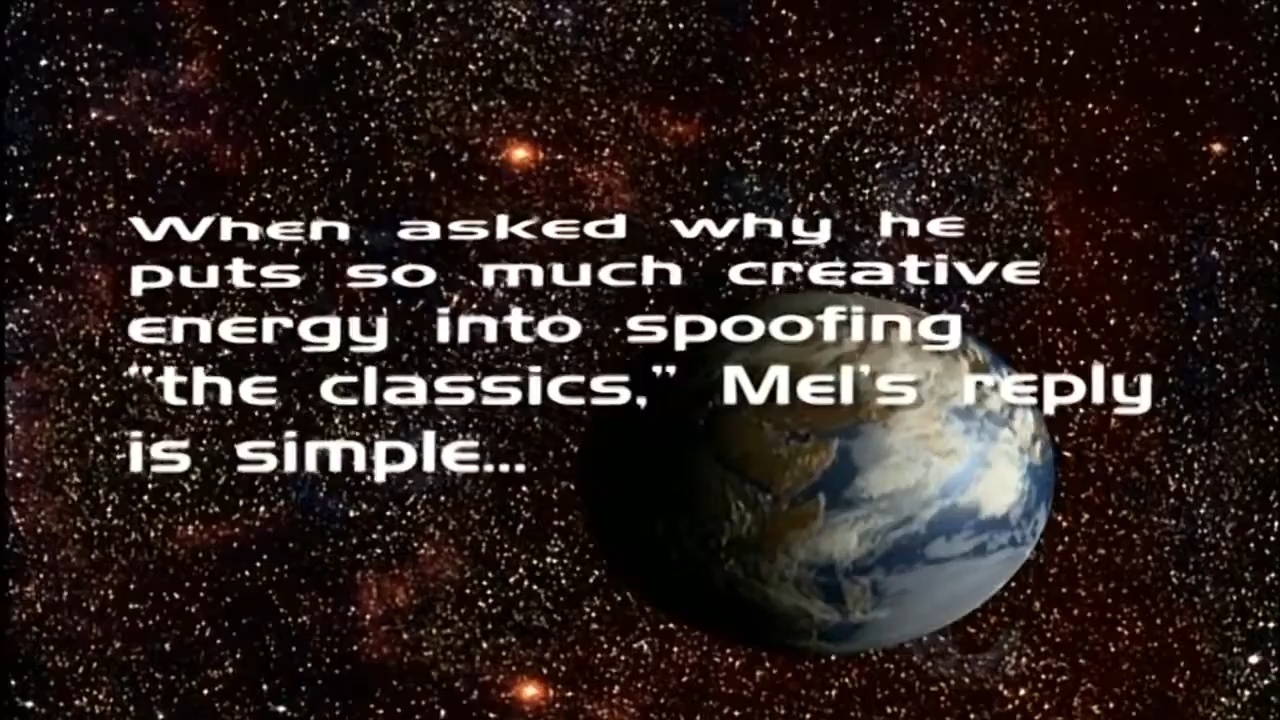 When asked why he
puts so much creative
energy into spoofing
“the classics,” Mel's reply
is simple...